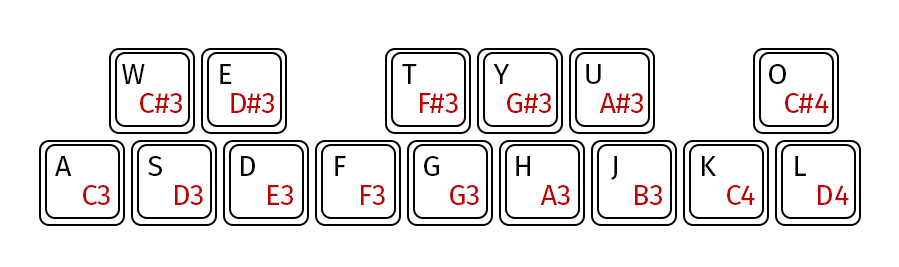 W E T Y U O
C#3 D#3 F#3 G#3 A#3 C#4
A S D F G H J K L
C3 D3 E3 F3 G3 A3 B3 C4 D4